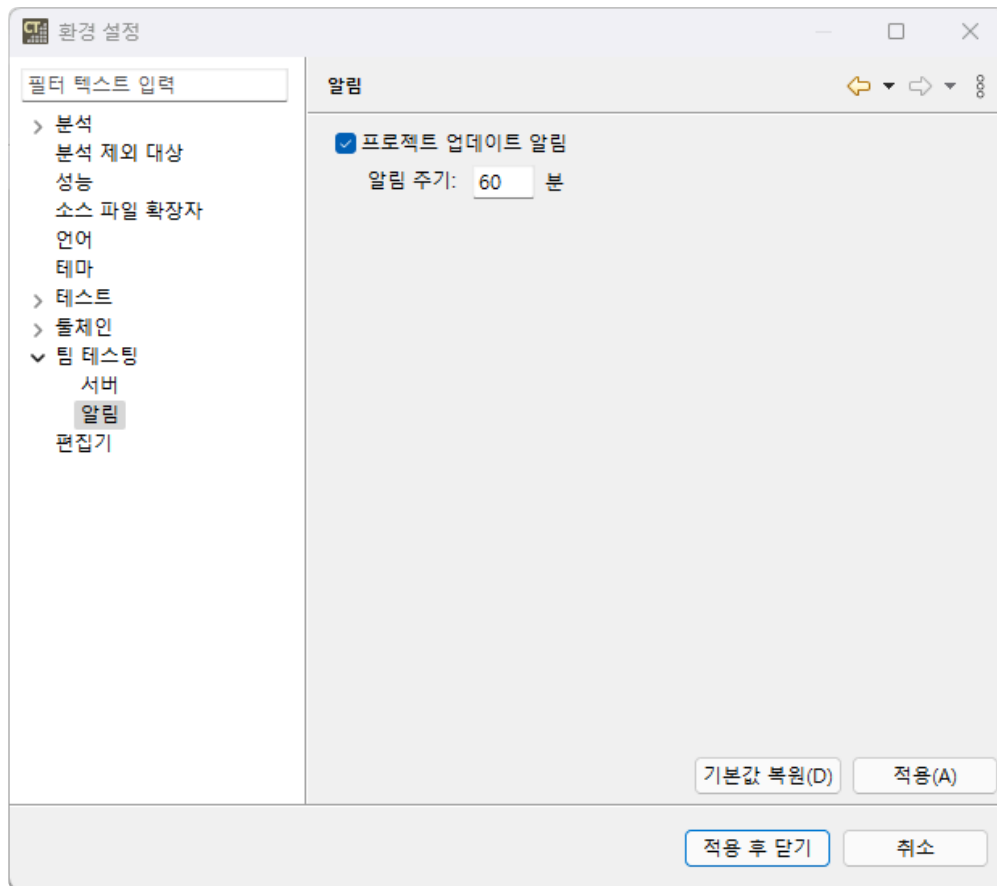 CT
환경 설정
필터 텍스트 입력
분석
분석 제외 대상
성능
소스 파일 확장자
언어
테마
테스트
툴체인
팀 테스팅
서버
알림
편집기
알림
프로젝트 업데이트 알림
알림 주기: 60 분
기본값 복원(D) 적용(A)
적용 후 닫기 취소